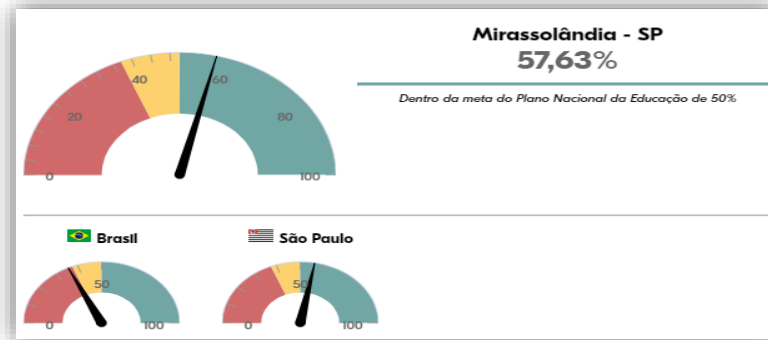 Mirassolândia - SP
57,63%
Dentro da meta do Plano Nacional da Educação de 50%
0 20 40 60 80 100
Brasil
0 50 100
São Paulo
0 50 100